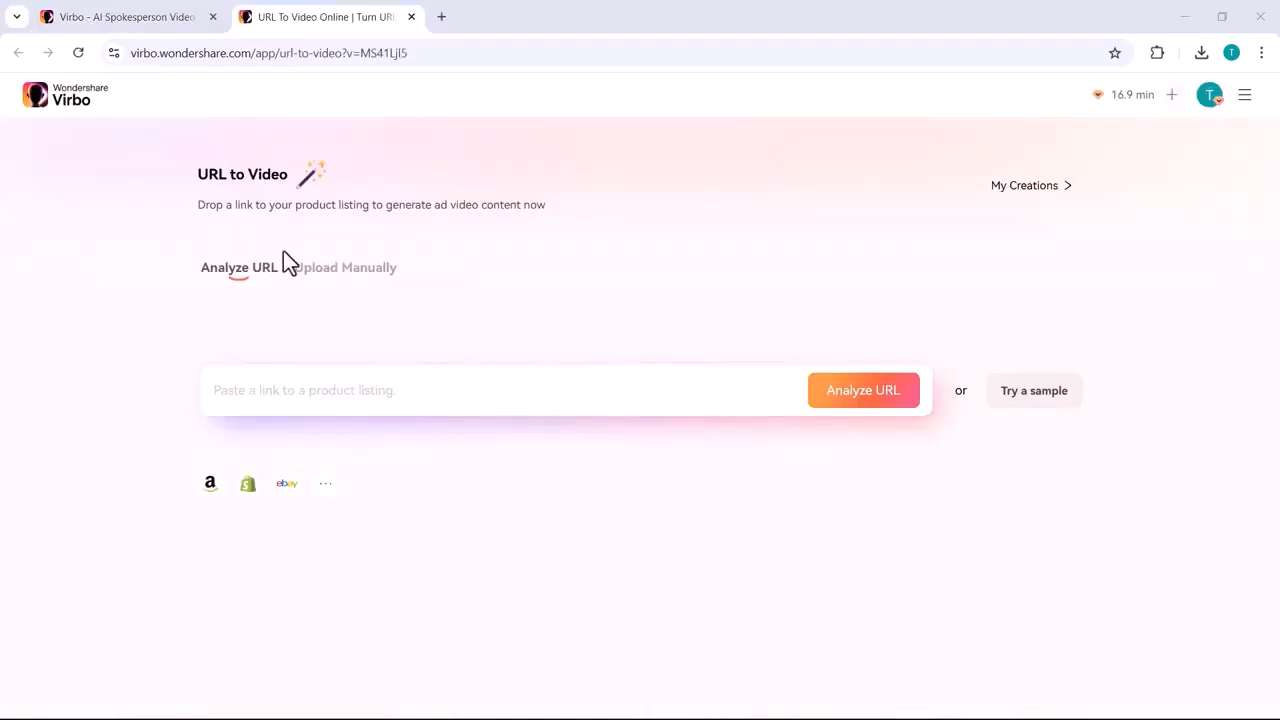 Virbo - AI Spokesperson Video
URL To Video Online | Turn URL
virbo.wondershare.com/app/url-to-video?v=MS41LjI5
T
Wondershare
Virbo
16.9 min
T
URL to Video
My Creations
Drop a link to your product listing to generate ad video content now
Analyze URL
Upload Manually
Paste a link to a product listing.
Analyze URL
or
Try a sample
a
S
ebay